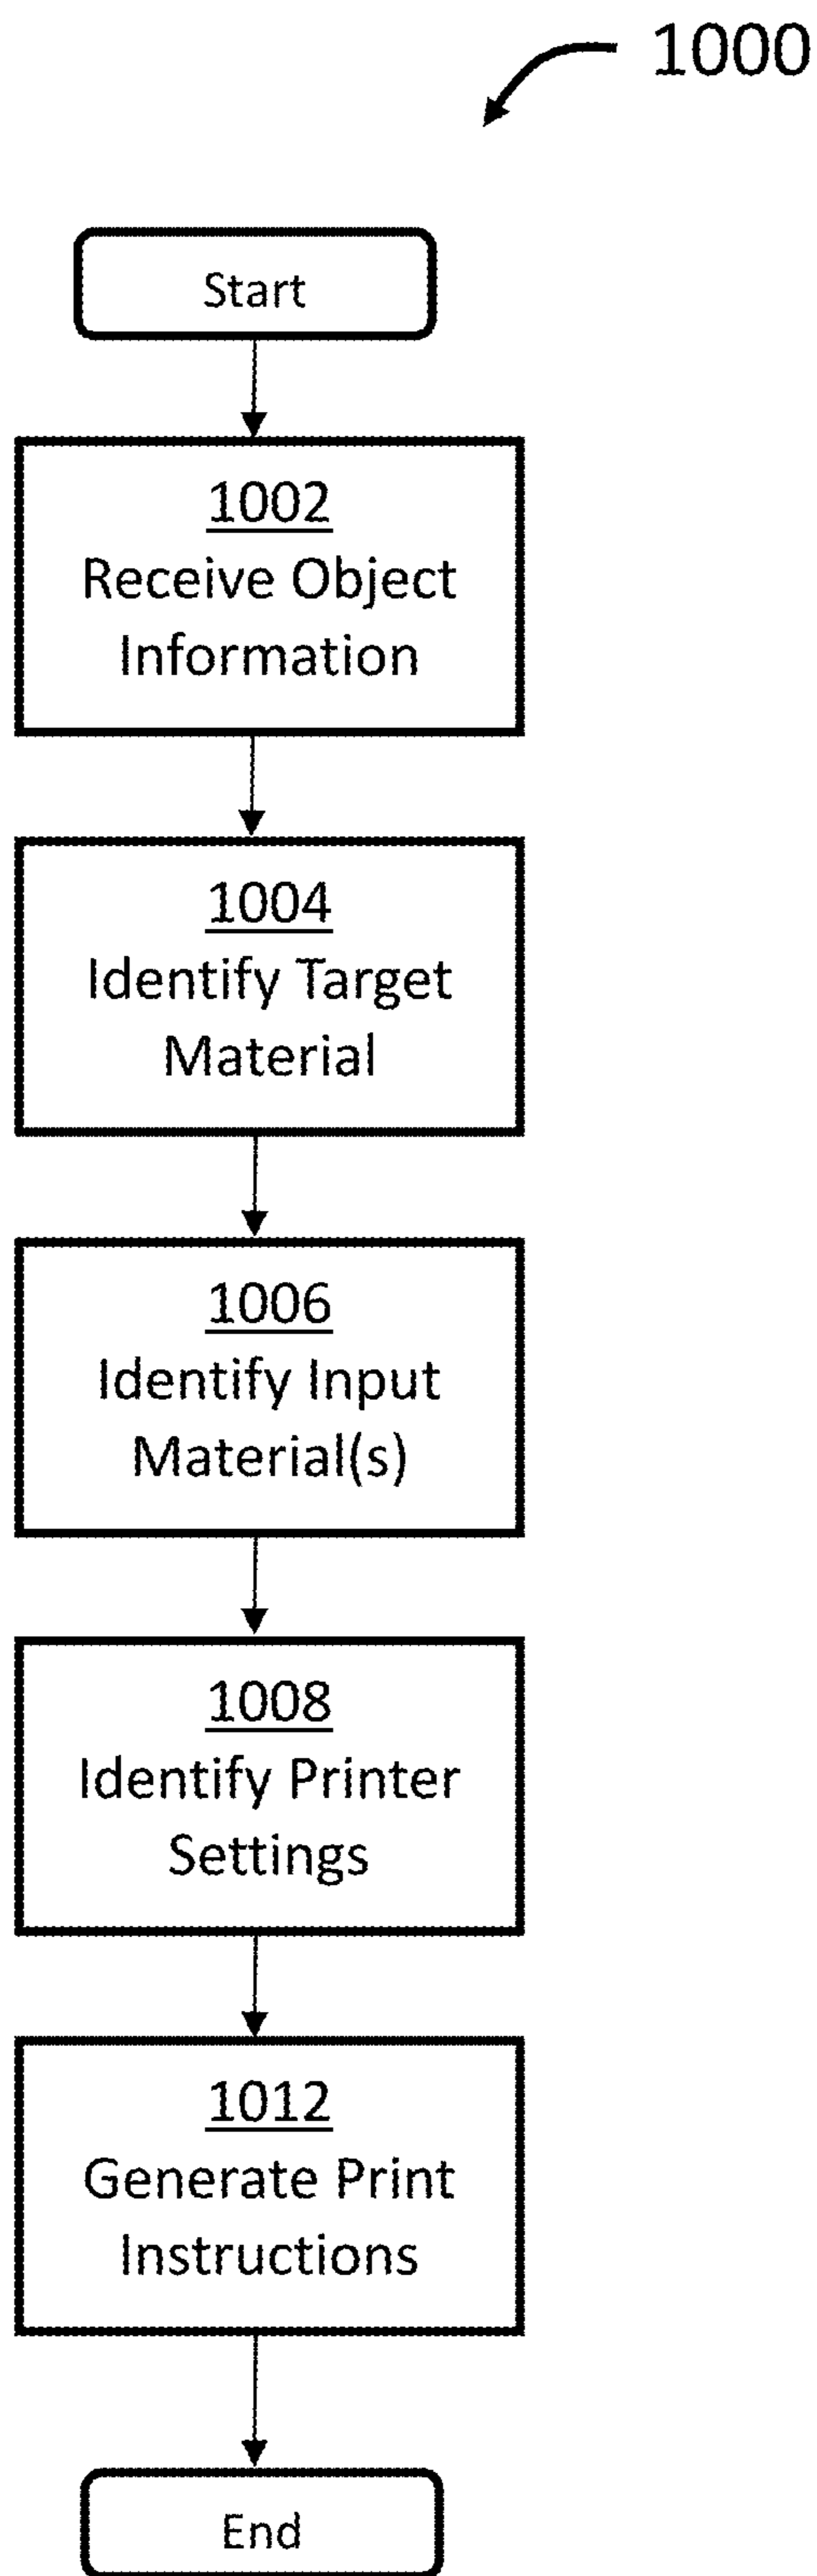 1000
Start
1002
Receive Object
Information
1004
Identify Target
Material
1006
Identify Input
Material(s)
1008
Identify Printer
Settings
1012
Generate Print
Instructions
End